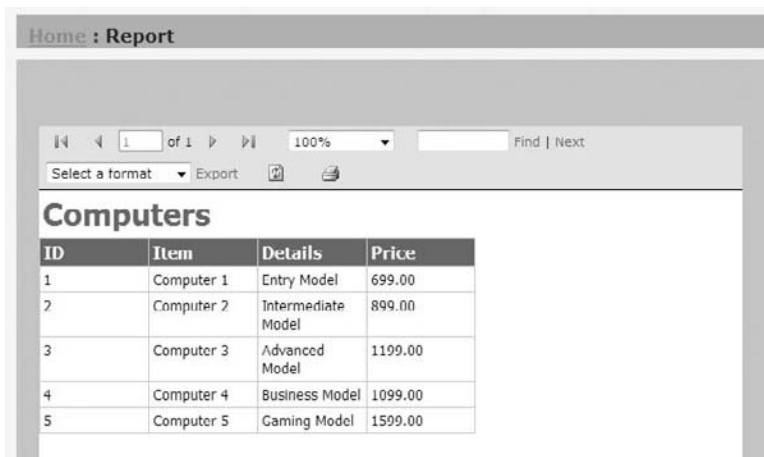 Home : Report
1 of 1 100% Find | Next
Select a format Export
Computers
ID Item Details Price
1 Computer 1 Entry Model 699.00
2 Computer 2 Intermediate Model 899.00
3 Computer 3 Advanced Model 1199.00
4 Computer 4 Business Model 1099.00
5 Computer 5 Gaming Model 1599.00